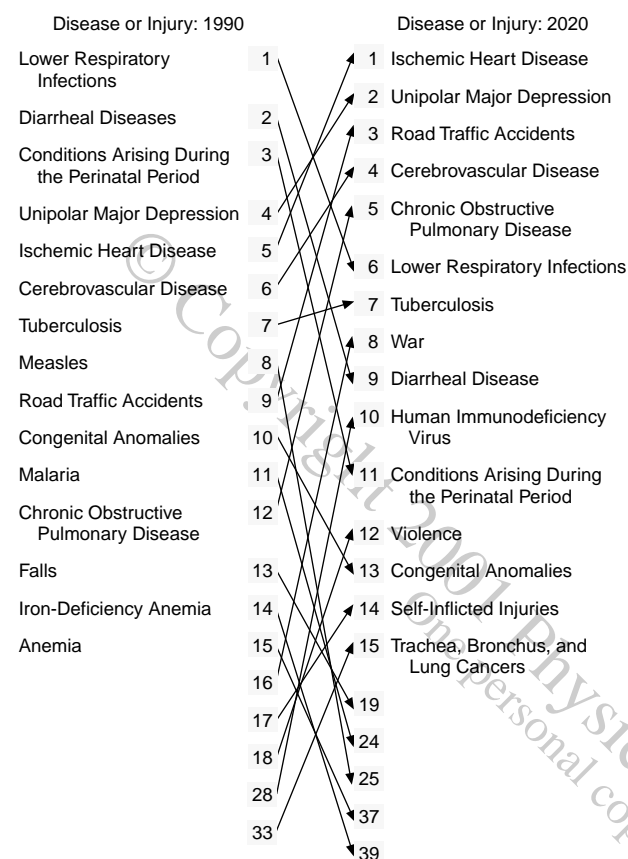 Disease or Injury: 1990
Lower Respiratory 1
Infections
Diarrheal Diseases 2
Conditions Arising During 3
the Perinatal Period
Unipolar Major Depression 4
Ischemic Heart Disease 5
Cerebrovascular Disease 6
Tuberculosis 7
Measles 8
Road Traffic Accidents 9
Congenital Anomalies 10
Malaria 11
Chronic Obstructive 12
Pulmonary Disease
Falls 13
Iron-Deficiency Anemia 14
Anemia 15
16
17
18
28
33
Disease or Injury: 2020
1 Ischemic Heart Disease
2 Unipolar Major Depression
3 Road Traffic Accidents
4 Cerebrovascular Disease
5 Chronic Obstructive
Pulmonary Disease
6 Lower Respiratory Infections
7 Tuberculosis
8 War
9 Diarrheal Disease
10 Human Immunodeficiency
Virus
11 Conditions Arising During
the Perinatal Period
12 Violence
13 Congenital Anomalies
14 Self-Inflicted Injuries
15 Trachea, Bronchus, and
Lung Cancers
19
24
25
37
39
© Copyright 2001 Physic
One personal copy